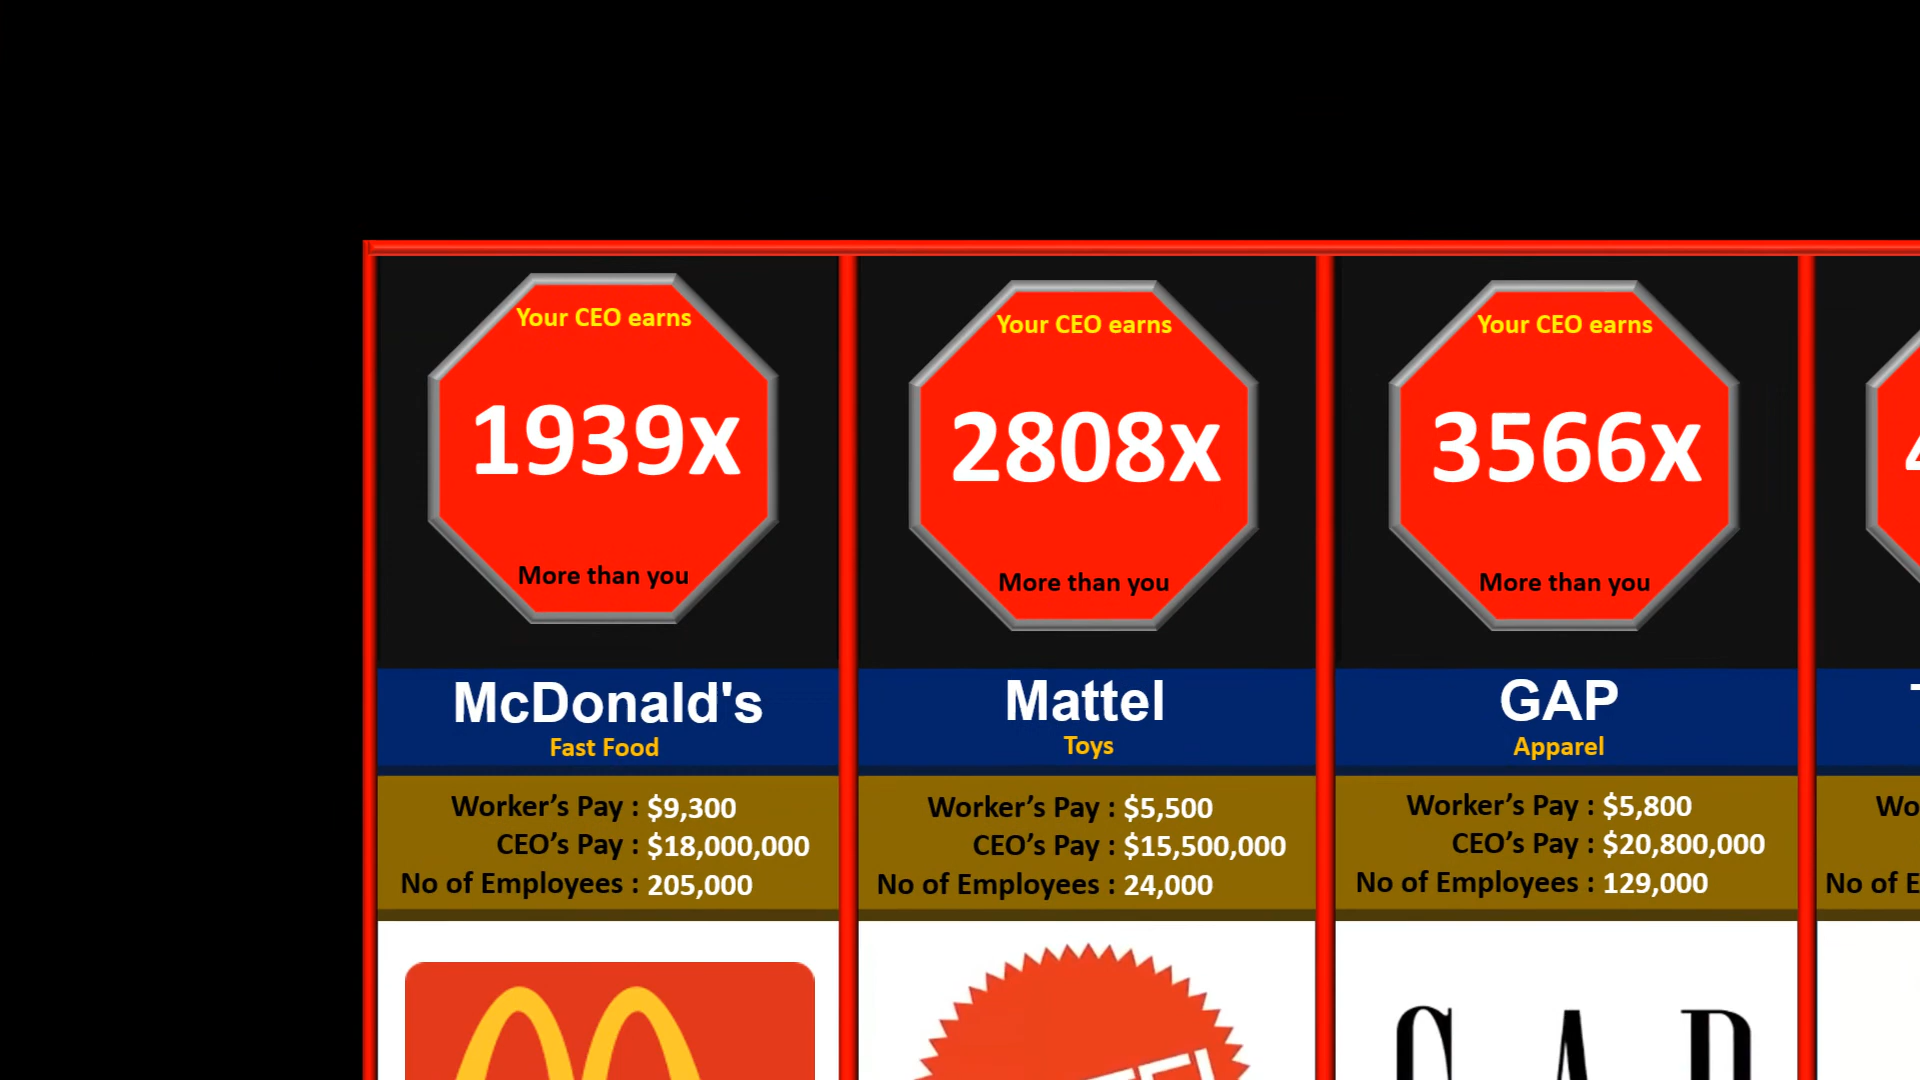 Your CEO earns
1939x
More than you
McDonald's
Fast Food
Worker’s Pay : $9,300
CEO’s Pay : $18,000,000
No of Employees : 205,000
Your CEO earns
2808x
More than you
Mattel
Toys
Worker’s Pay : $5,500
CEO’s Pay : $15,500,000
No of Employees : 24,000
Your CEO earns
3566x
More than you
GAP
Apparel
Worker’s Pay : $5,800
CEO’s Pay : $20,800,000
No of Employees : 129,000
GAP
No of